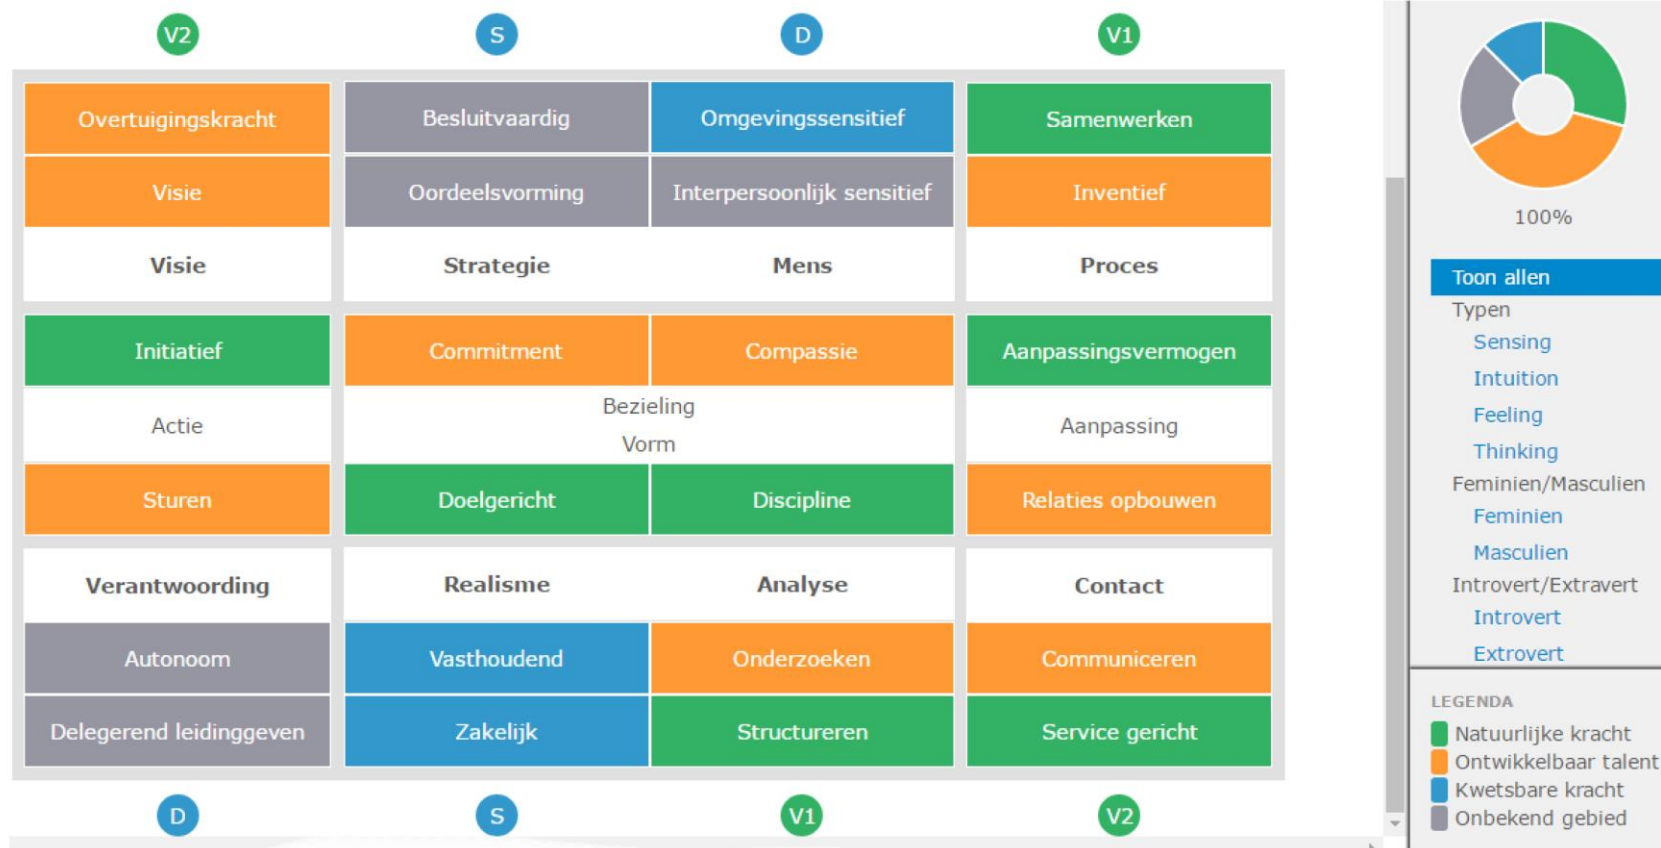 V2 S D V1
Overtuigingskracht Besluitvaardig Omgevingssensitief Samenwerken
Visie Oordeelsvorming Interpersoonlijk sensitief Inventief
Visie Strategie Mens Proces
Initiatief Commitment Compassie Aanpassingsvermogen
Bezieling
Actie Aanpassing
Vorm
Sturen Doelgericht Discipline Relaties opbouwen
Verantwoording Realisme Analyse Contact
Autonoom Vasthoudend Onderzoeken Communiceren
Delegerend leidinggeven Zakelijk Structureren Service gericht
D S V1 V2
100%
Toon allen
Typen
Sensing
Intuition
Feeling
Thinking
Feminien/Masculien
Feminien
Masculien
Introvert/Extravert
Introvert
Extrovert
LEGENDA
Natuurlijke kracht
Ontwikkelbaar talent
Kwetsbare kracht
Onbekend gebied